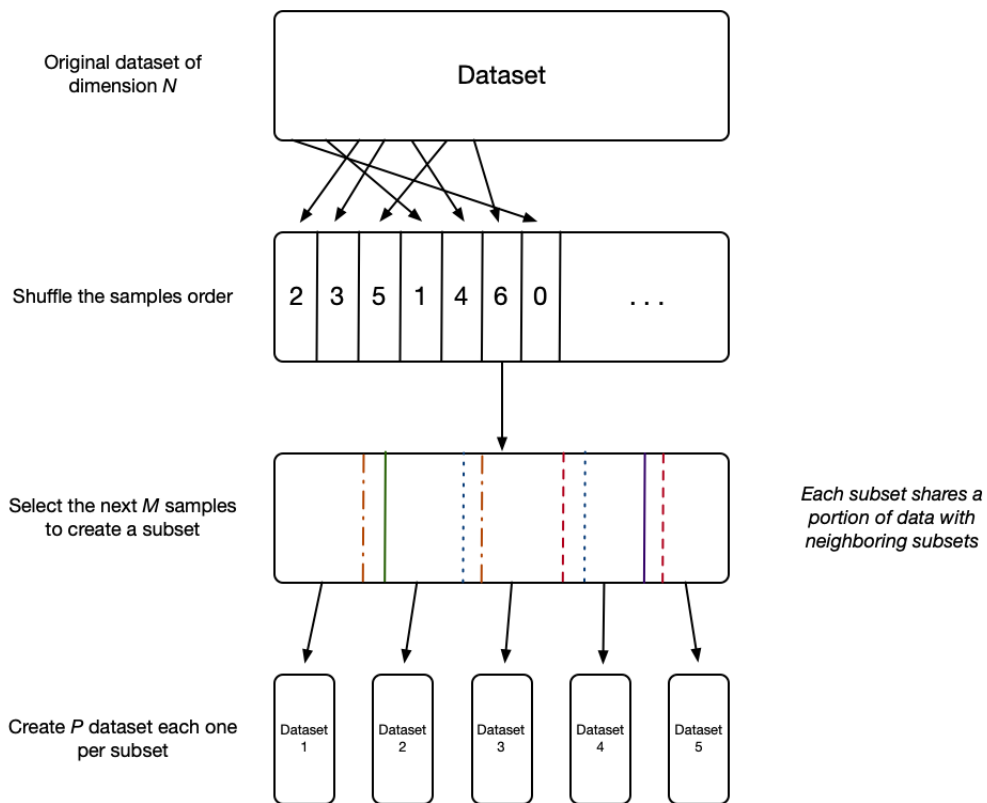 Original dataset of
dimension N
Dataset
Shuffle the samples order
2 3 5 1 4 6 0 . . .
Select the next M samples
to create a subset
Each subset shares a
portion of data with
neighboring subsets
Create P dataset each one
per subset
Dataset
1
Dataset
2
Dataset
3
Dataset
4
Dataset
5